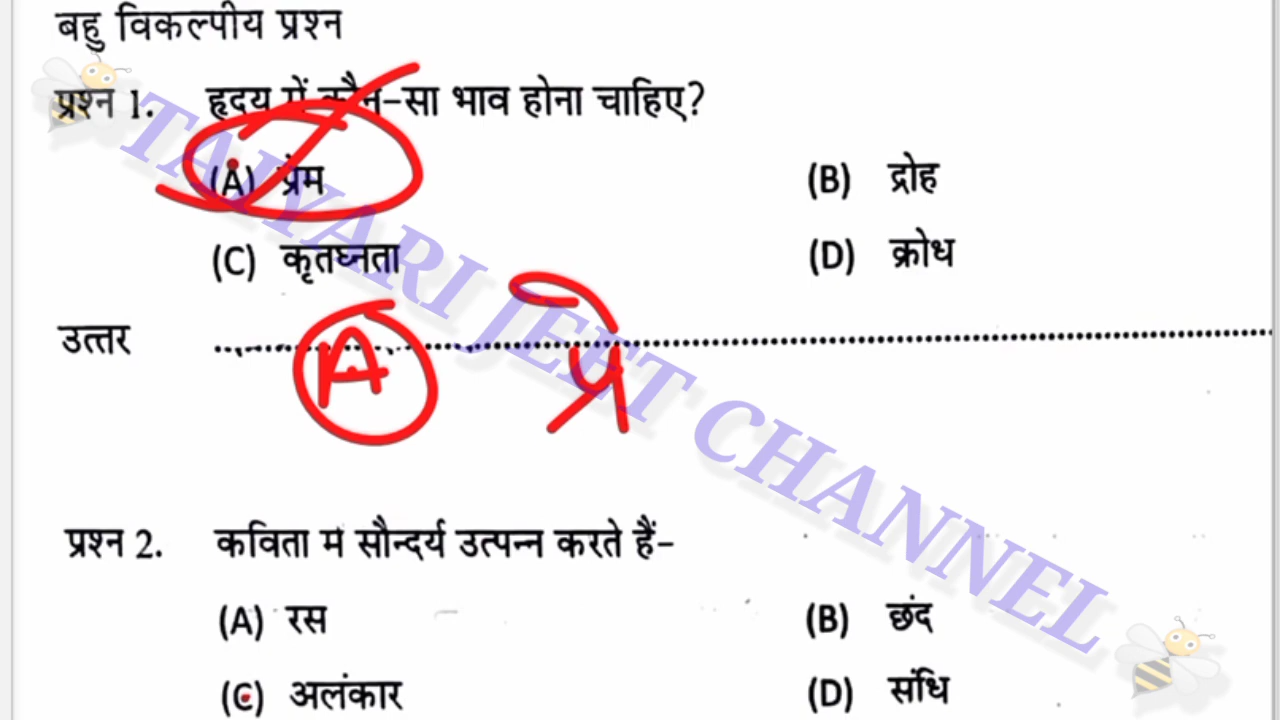 बहु विकल्पीय प्रश्न
प्रश्न 1. हृदय में कौन-सा भाव होना चाहिए?
(A) प्रेम (B) द्रोह
(C) कृतघ्नता (D) क्रोध
उत्तर ........ A प्र
प्रश्न 2. कविता म सौन्दर्य उत्पन्न करते हैं-
(A) रस (B) छंद
(C) अलंकार (D) संधि
TAIYARI JEET CHANNEL